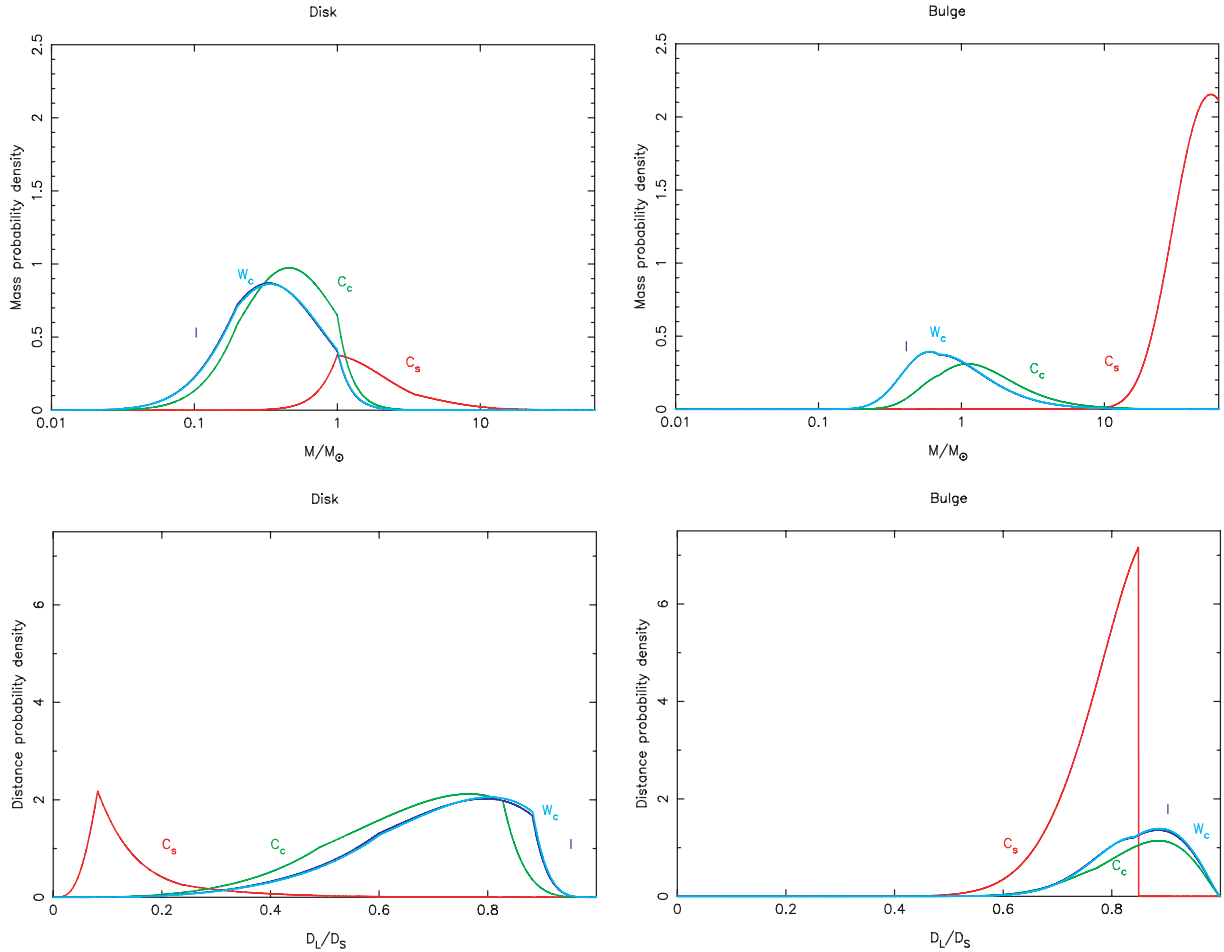 Disk
Mass probability density
0 0.5 1 1.5 2 2.5
0.01 0.1 1 10
M/M☉
I
W_c
C_c
C_s
Bulge
Mass probability density
0 0.5 1 1.5 2 2.5
0.01 0.1 1 10
M/M☉
I
W_c
C_c
C_s
Disk
Distance probability density
0 2 4 6
0 0.2 0.4 0.6 0.8
D_L/D_S
C_s
C_c
W_c
I
Bulge
Distance probability density
0 2 4 6
0 0.2 0.4 0.6 0.8
D_L/D_S
C_s
I
W_c
C_c